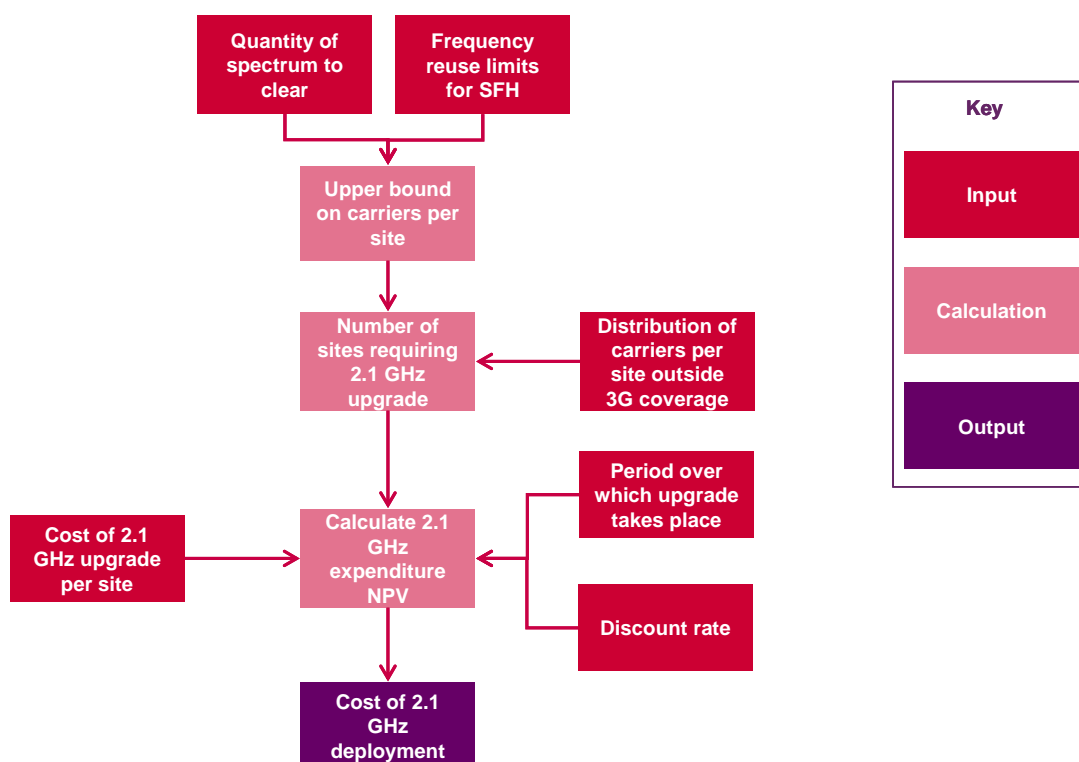 Quantity of
spectrum to
clear
Frequency
reuse limits
for SFH
Upper bound
on carriers per
site
Number of
sites requiring
2.1 GHz
upgrade
Distribution of
carriers per
site outside
3G coverage
Period over
which upgrade
takes place
Cost of 2.1
GHz upgrade
per site
Calculate 2.1
GHz
expenditure
NPV
Discount rate
Cost of 2.1
GHz
deployment
Key
Input
Calculation
Output